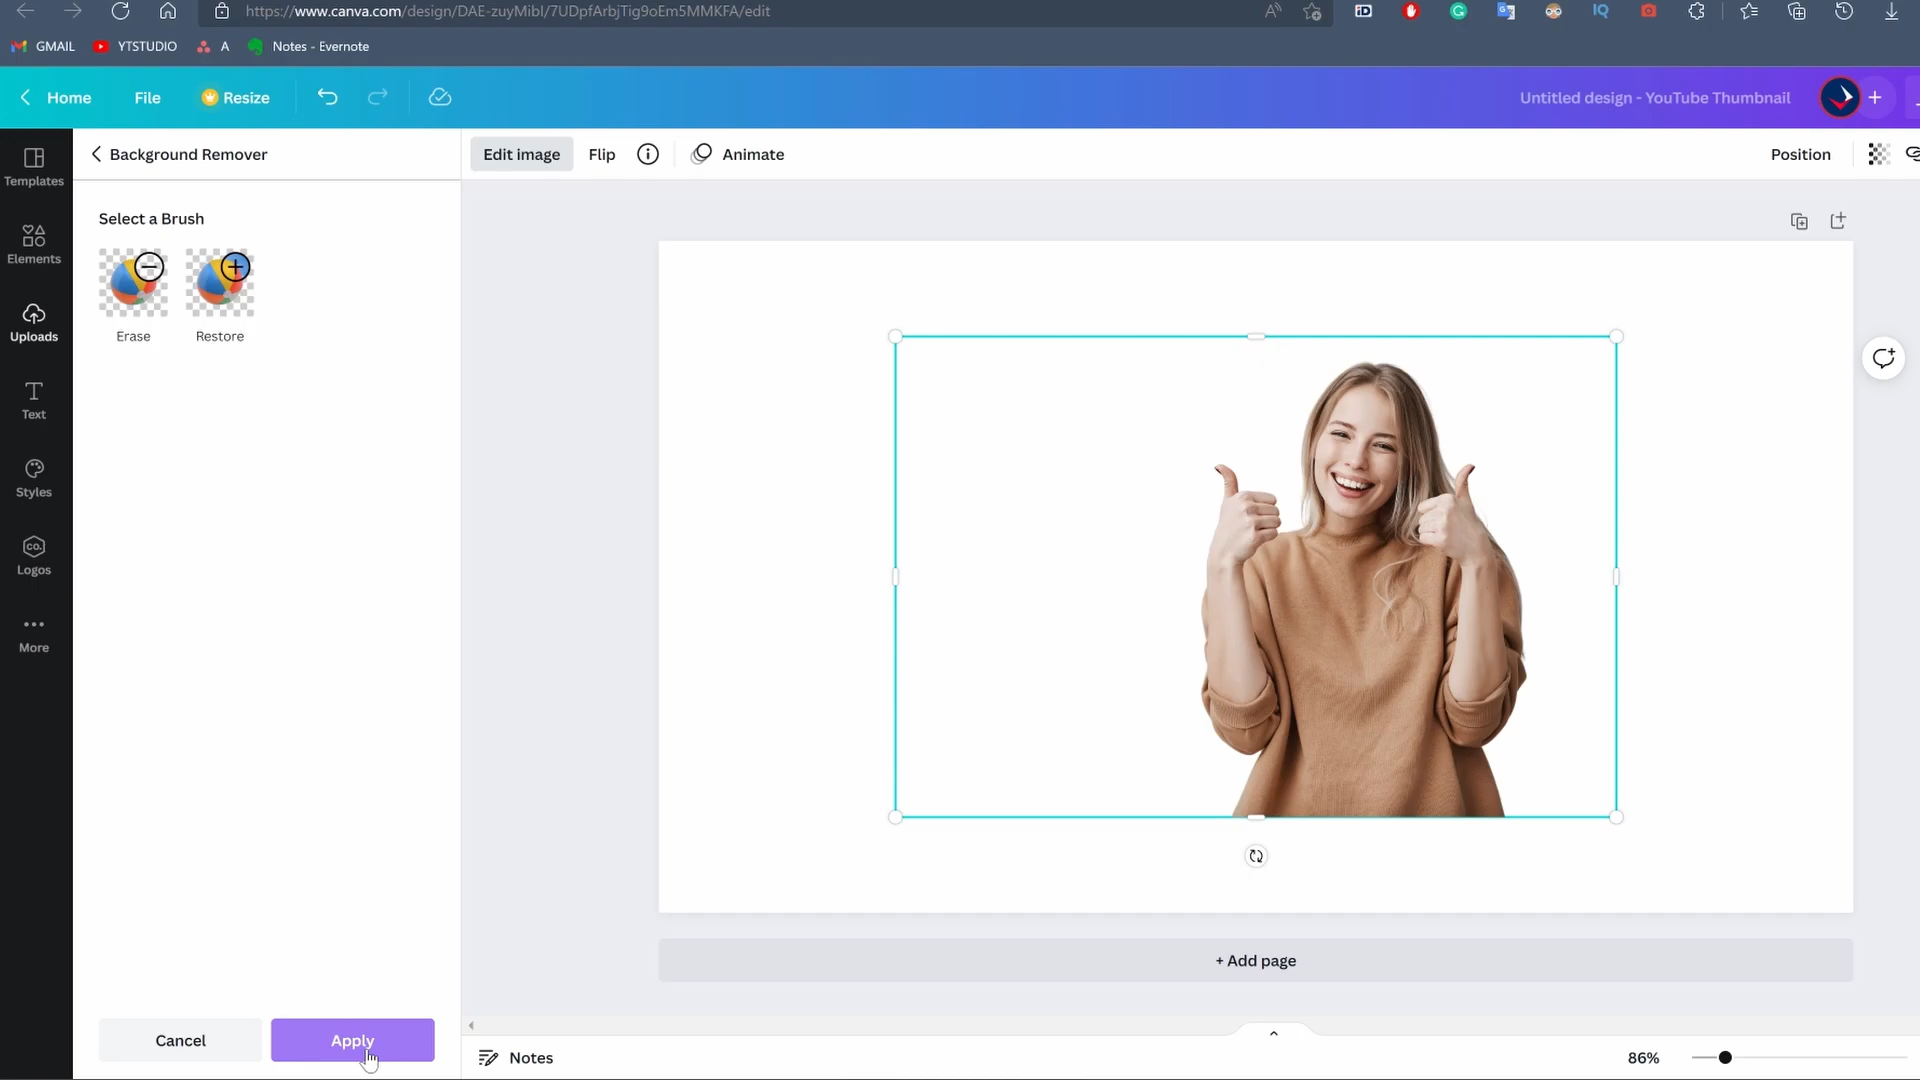 https://www.canva.com/design/DAE-zuyMibI/7UDpfArbjTig9oEm5MMKFA/edit
GMAIL YTSTUDIO A Notes - Evernote
Home File Resize Untitled design - YouTube Thumbnail
Background Remover Edit image Flip Animate Position
Templates
Elements
Uploads
Text
Styles
CO.
Logos
More
Select a Brush
Erase Restore
+ Add page
Cancel Apply
Notes 86%